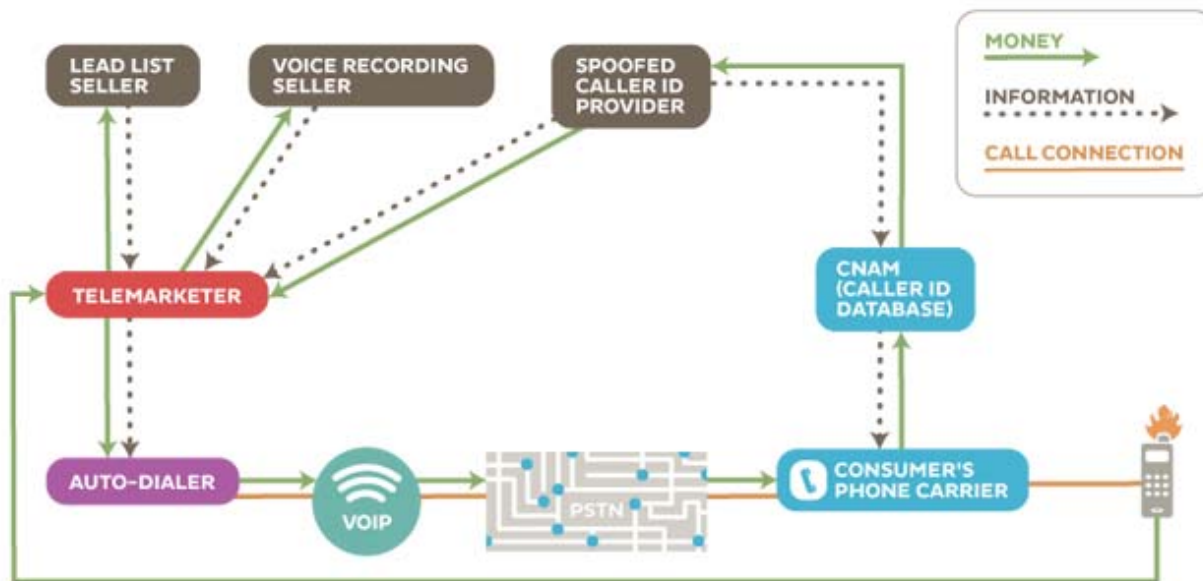 LEAD LIST
SELLER
VOICE RECORDING
SELLER
SPOOFED
CALLER ID
PROVIDER
MONEY
INFORMATION
CALL CONNECTION
TELEMARKETER
CNAM
(CALLER ID
DATABASE)
AUTO-DIALER
VOIP
PSTN
CONSUMER'S
PHONE CARRIER